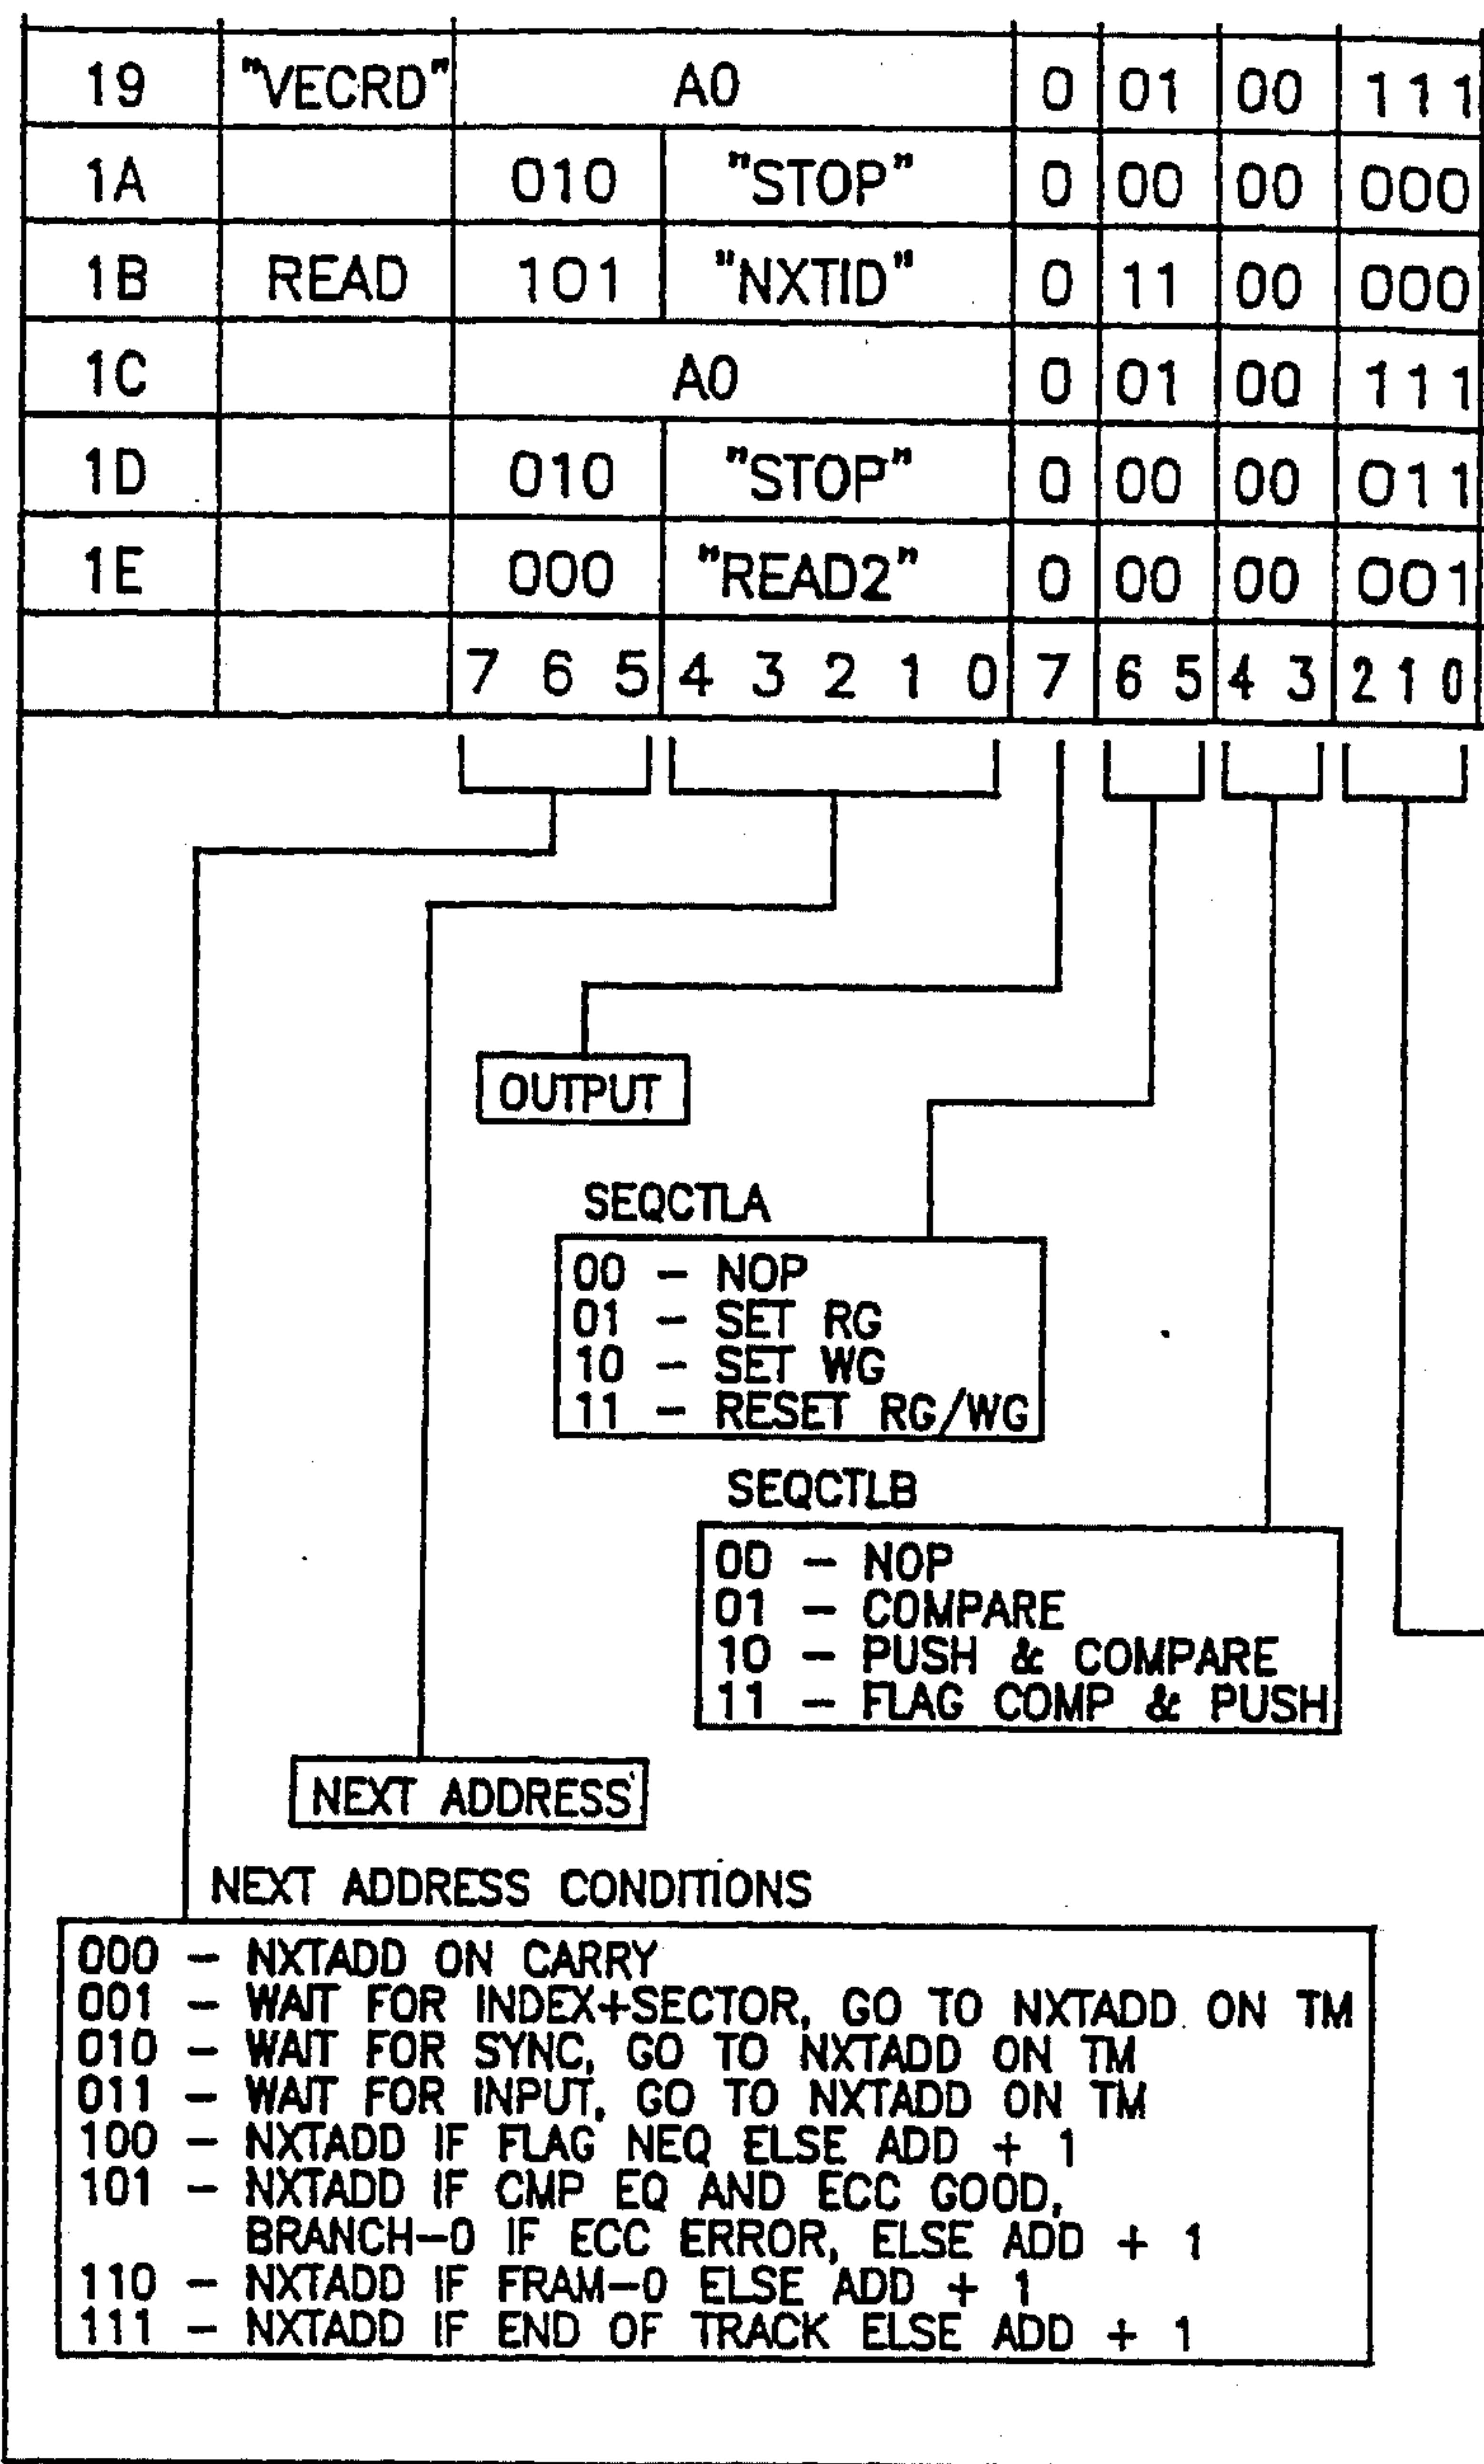 19 "VECRD" A0 0 01 00 111
1A 010 "STOP" 0 00 00 000
1B READ 101 "NXTID" 0 11 00 000
1C A0 0 01 00 111
1D 010 "STOP" 0 00 00 011
1E 000 "READ2" 0 00 00 001
7 6 5 4 3 2 1 0 7 6 5 4 3 2 1 0
OUTPUT
SEQCTLA
00 - NOP
01 - SET RG
10 - SET WG
11 - RESET RG/WG
SEQCTLB
00 - NOP
01 - COMPARE
10 - PUSH & COMPARE
11 - FLAG COMP & PUSH
NEXT ADDRESS
NEXT ADDRESS CONDITIONS
000 - NXTADD ON CARRY
001 - WAIT FOR INDEX+SECTOR, GO TO NXTADD ON TM
010 - WAIT FOR SYNC, GO TO NXTADD ON TM
011 - WAIT FOR INPUT, GO TO NXTADD ON TM
100 - NXTADD IF FLAG NEQ ELSE ADD + 1
101 - NXTADD IF CMP EQ AND ECC GOOD,
BRANCH-0 IF ECC ERROR, ELSE ADD + 1
110 - NXTADD IF FRAM-0 ELSE ADD + 1
111 - NXTADD IF END OF TRACK ELSE ADD + 1